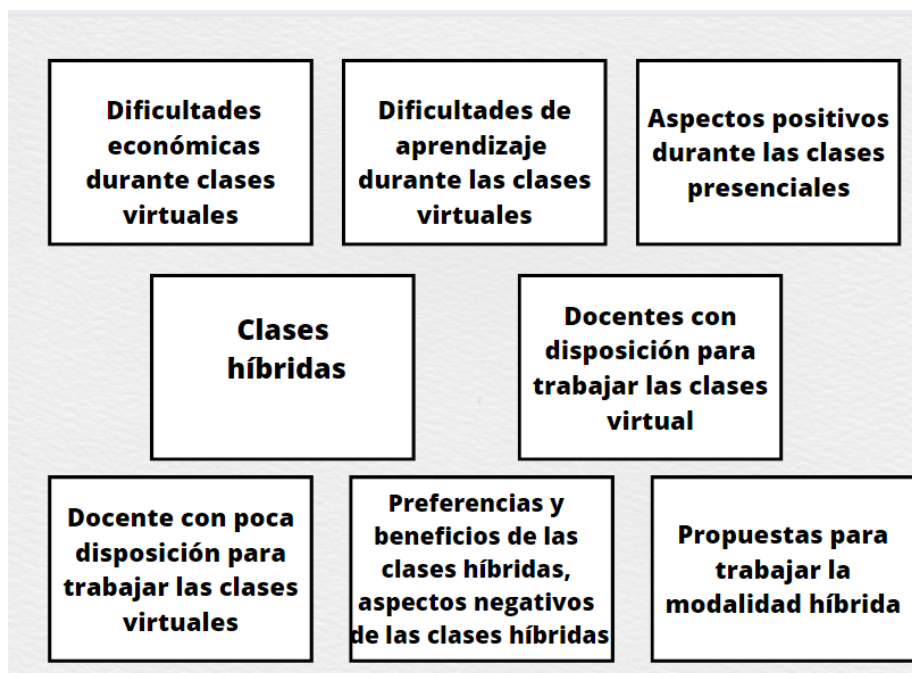 Dificultades
económicas
durante clases
virtuales
Dificultades de
aprendizaje
durante las clases
virtuales
Aspectos positivos
durante las clases
presenciales
Clases
híbridas
Docentes con
disposición para
trabajar las clases
virtual
Docente con poca
disposición para
trabajar las clases
virtuales
Preferencias y
beneficios de las
clases híbridas,
aspectos negativos
de las clases híbridas
Propuestas para
trabajar la
modalidad híbrida